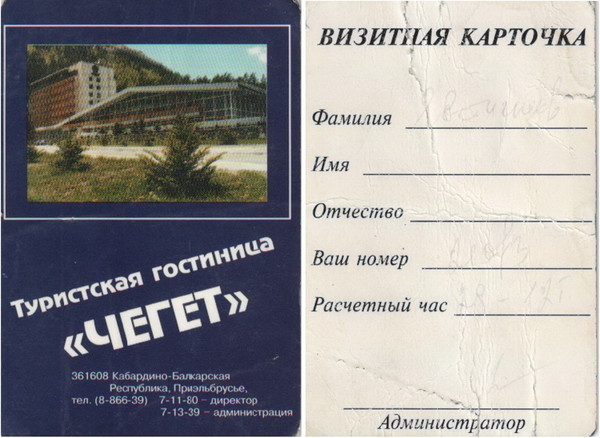 Туристская гостиница
«ЧЕГЕТ»
361608 Кабардино-Балкарская
Республика, Приэльбрусье,
тел. (8-866-39) 7-11-80 – директор
7-13-39 – администрация
ВИЗИТНАЯ КАРТОЧКА
Фамилия
Имя
Отчество
Ваш номер
Расчетный час
Администратор